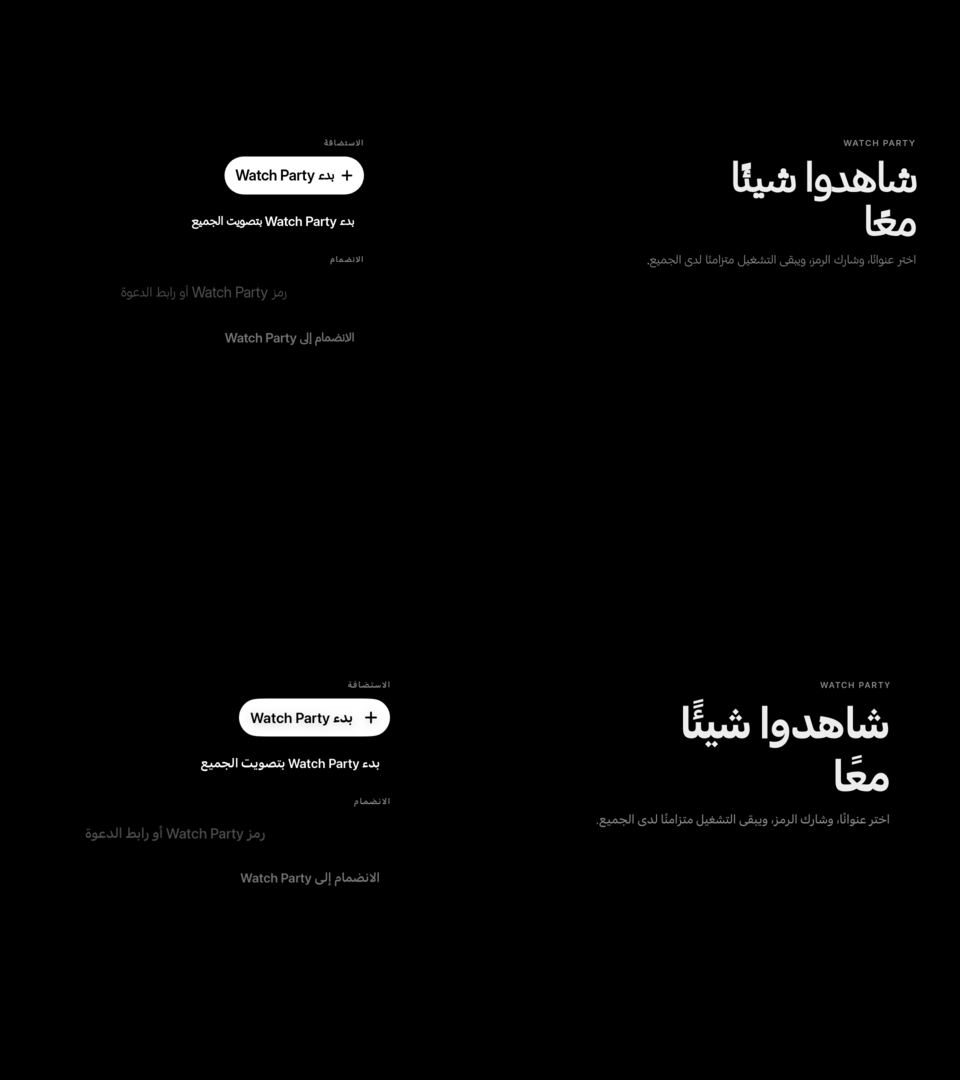 WATCH PARTY
شاهدوا شيئًا
معًا
اختر عنوانًا، وشارك الرمز، ويبقى التشغيل متزامنًا لدى الجميع.
الاستضافة
+ بدء Watch Party
بدء Watch Party بتصويت الجميع
الانضمام
رمز Watch Party أو رابط الدعوة
الانضمام إلى Watch Party
WATCH PARTY
شاهدوا شيئًا
معًا
اختر عنوانًا، وشارك الرمز، ويبقى التشغيل متزامنًا لدى الجميع.
الاستضافة
+ بدء Watch Party
بدء Watch Party بتصويت الجميع
الانضمام
رمز Watch Party أو رابط الدعوة
الانضمام إلى Watch Party